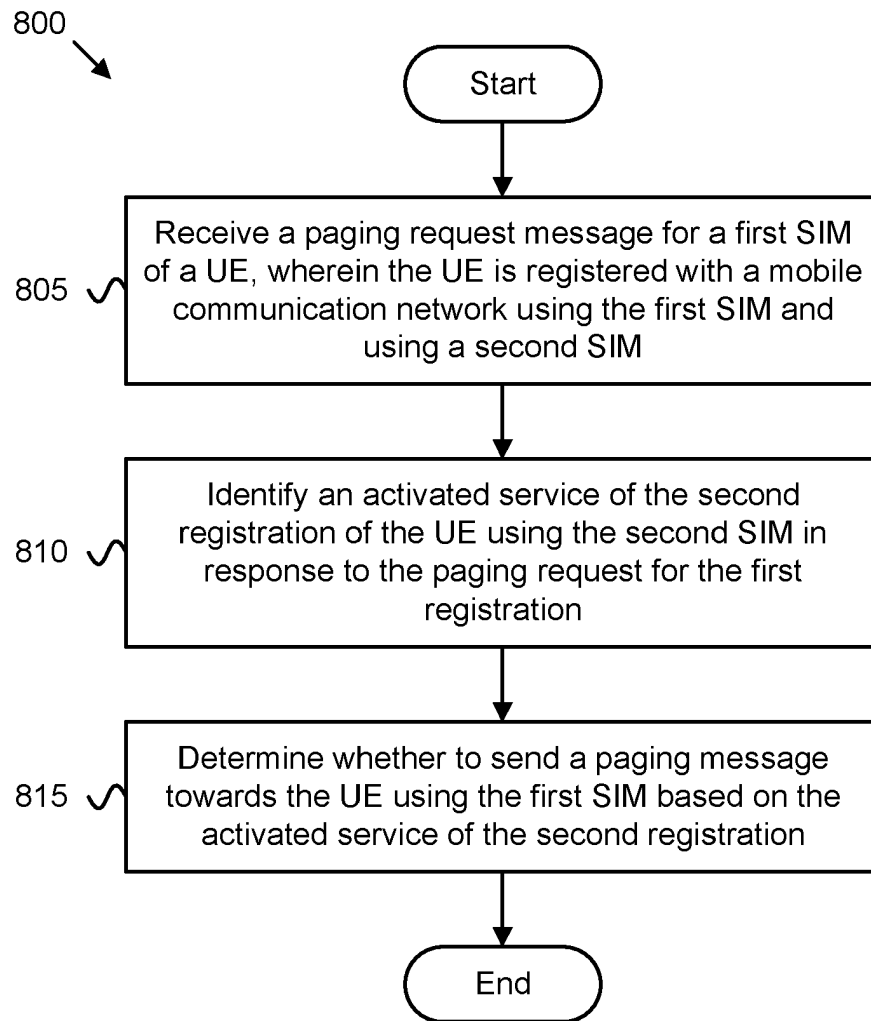 800
Start
805
Receive a paging request message for a first SIM
of a UE, wherein the UE is registered with a mobile
communication network using the first SIM and
using a second SIM
810
Identify an activated service of the second
registration of the UE using the second SIM in
response to the paging request for the first
registration
815
Determine whether to send a paging message
towards the UE using the first SIM based on the
activated service of the second registration
End